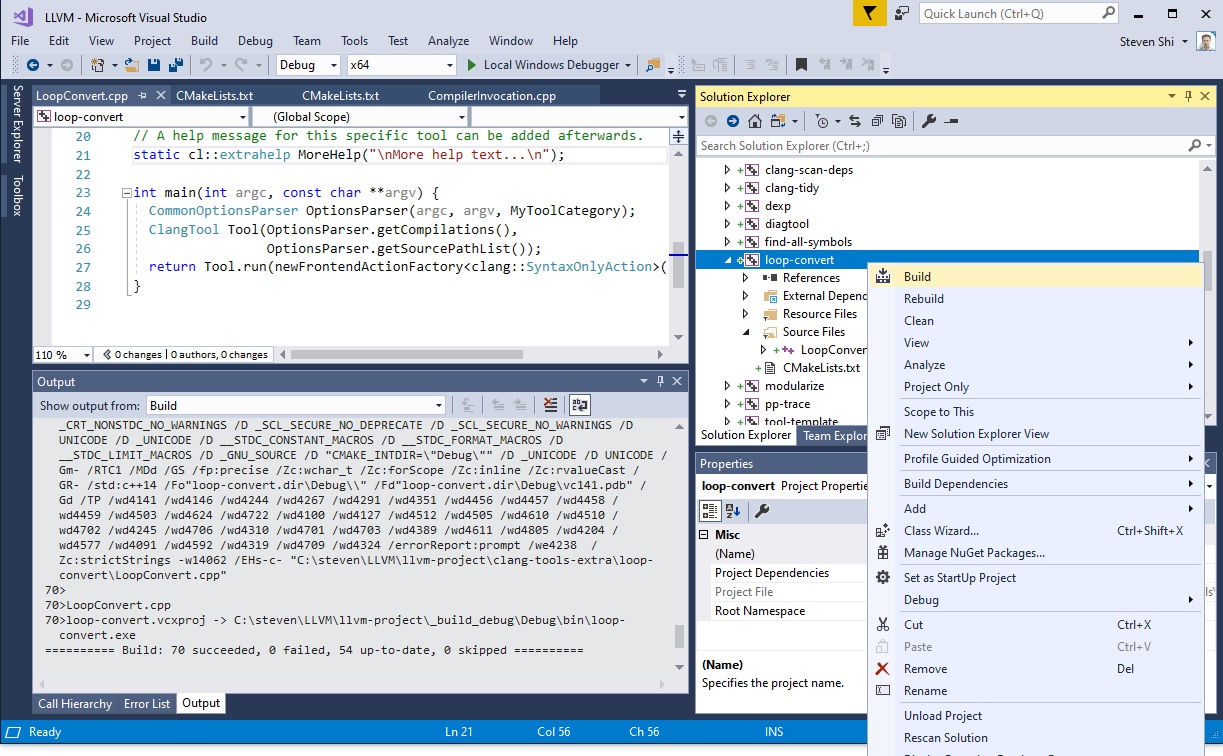 LLVM - Microsoft Visual Studio
Quick Launch (Ctrl+Q)
File Edit View Project Build Debug Team Tools Test Analyze Window Help
Steven Shi
Debug x64 Local Windows Debugger
Server Explorer
Toolbox
LoopConvert.cpp CMakeLists.txt CMakeLists.txt CompilerInvocation.cpp
loop-convert (Global Scope)
20 // A help message for this specific tool can be added afterwards.
21 static cl::extrahelp MoreHelp("\nMore help text...\n");
22
23 int main(int argc, const char **argv) {
24 CommonOptionsParser OptionsParser(argc, argv, MyToolCategory);
25 ClangTool Tool(OptionsParser.getCompilations(),
26 OptionsParser.getSourcePathList());
27 return Tool.run(newFrontendActionFactory<clang::SyntaxOnlyAction>(
28 }
29
110 % 0 changes | 0 authors, 0 changes
Output
Show output from: Build
_CRT_NONSTDC_NO_WARNINGS /D _SCL_SECURE_NO_DEPRECATE /D _SCL_SECURE_NO_WARNINGS /D
UNICODE /D _UNICODE /D __STDC_CONSTANT_MACROS /D __STDC_FORMAT_MACROS /D
__STDC_LIMIT_MACROS /D _GNU_SOURCE /D "CMAKE_INTDIR=\"Debug\"" /D _UNICODE /D UNICODE /
Gm- /RTC1 /MDd /GS /fp:precise /Zc:wchar_t /Zc:forScope /Zc:inline /Zc:rvalueCast /
GR- /std:c++14 /Fo"loop-convert.dir\Debug\\" /Fd"loop-convert.dir\Debug\vc141.pdb" /
Gd /TP /wd4141 /wd4146 /wd4244 /wd4267 /wd4291 /wd4351 /wd4456 /wd4457 /wd4458 /
wd4459 /wd4503 /wd4624 /wd4722 /wd4100 /wd4127 /wd4512 /wd4505 /wd4610 /wd4510 /
wd4702 /wd4245 /wd4706 /wd4310 /wd4701 /wd4703 /wd4389 /wd4611 /wd4805 /wd4204 /
wd4577 /wd4091 /wd4592 /wd4319 /wd4709 /wd4324 /errorReport:prompt /we4238 /
Zc:strictStrings -w14062 /EHs-c- "C:\steven\LLVM\llvm-project\clang-tools-extra\loop-
convert\LoopConvert.cpp"
70>
70>LoopConvert.cpp
70>loop-convert.vcxproj -> C:\steven\LLVM\llvm-project\_build_debug\Debug\bin\loop-
convert.exe
========== Build: 70 succeeded, 0 failed, 54 up-to-date, 0 skipped ==========
Call Hierarchy Error List Output
Solution Explorer
Search Solution Explorer (Ctrl+;)
clang-scan-deps
clang-tidy
dexp
diagtool
find-all-symbols
loop-convert
References
External Depend
Resource Files
Source Files
LoopConver
CMakeLists.txt
modularize
pp-trace
tool-template
Solution Explorer Team Explor
Properties
loop-convert Project Propertie
Misc
(Name)
Project Dependencies
Project File
Root Namespace
(Name)
Specifies the project name.
Build
Rebuild
Clean
View
Analyze
Project Only
Scope to This
New Solution Explorer View
Profile Guided Optimization
Build Dependencies
Add
Class Wizard... Ctrl+Shift+X
Manage NuGet Packages...
Set as StartUp Project
Debug
Cut Ctrl+X
Paste Ctrl+V
Remove Del
Rename
Unload Project
Rescan Solution
Ready Ln 21 Col 56 Ch 56 INS